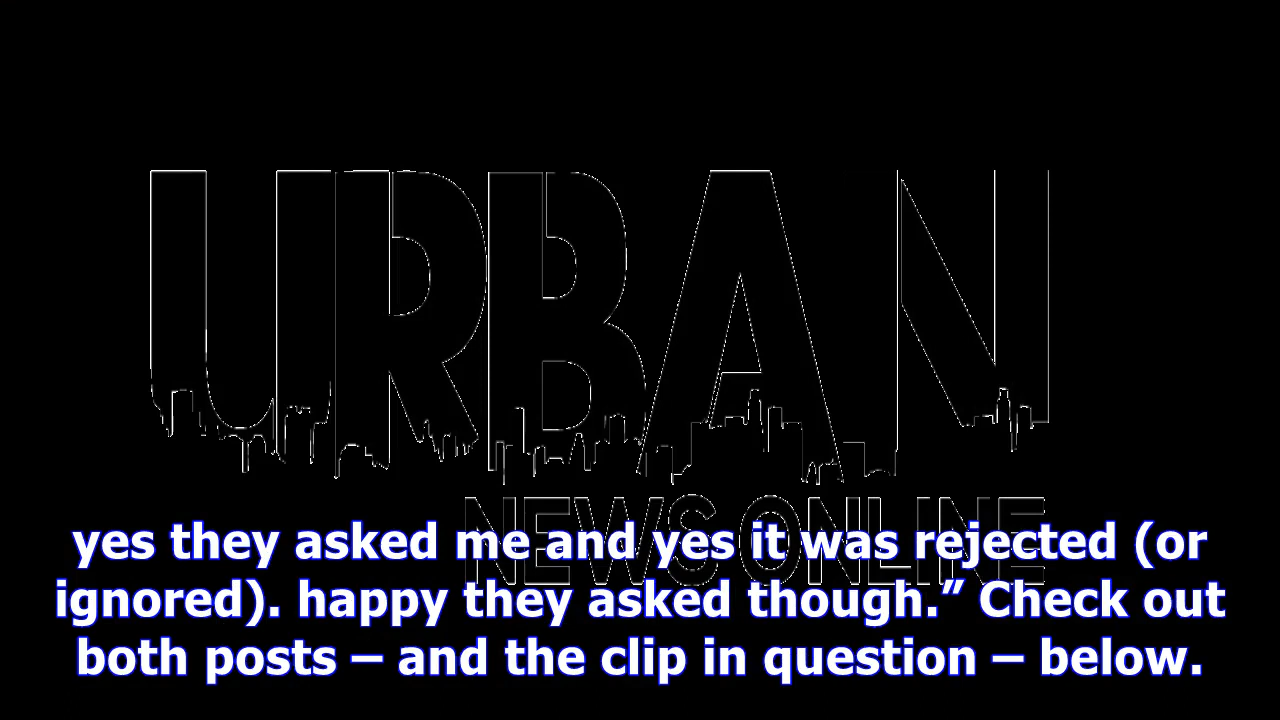 URBAN
NEWS ONLINE
yes they asked me and yes it was rejected (or
ignored). happy they asked though.” Check out
both posts – and the clip in question – below.